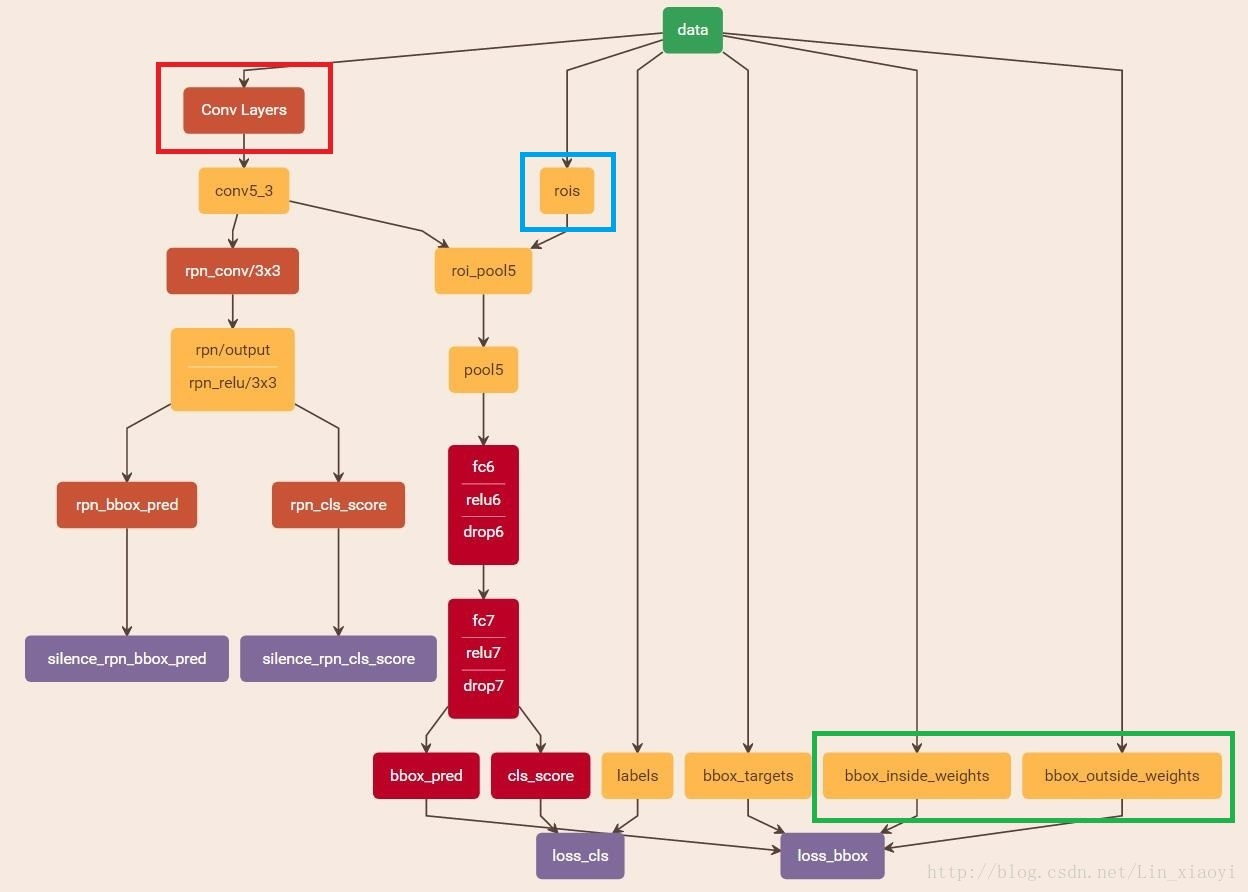 data
Conv Layers
conv5_3
rois
rpn_conv/3x3
roi_pool5
rpn/output
rpn_relu/3x3
pool5
fc6
relu6
drop6
rpn_bbox_pred
rpn_cls_score
fc7
relu7
drop7
silence_rpn_bbox_pred
silence_rpn_cls_score
bbox_pred
cls_score
labels
bbox_targets
bbox_inside_weights
bbox_outside_weights
loss_cls
loss_bbox
http://blog.csdn.net/Lin_xiaoyi